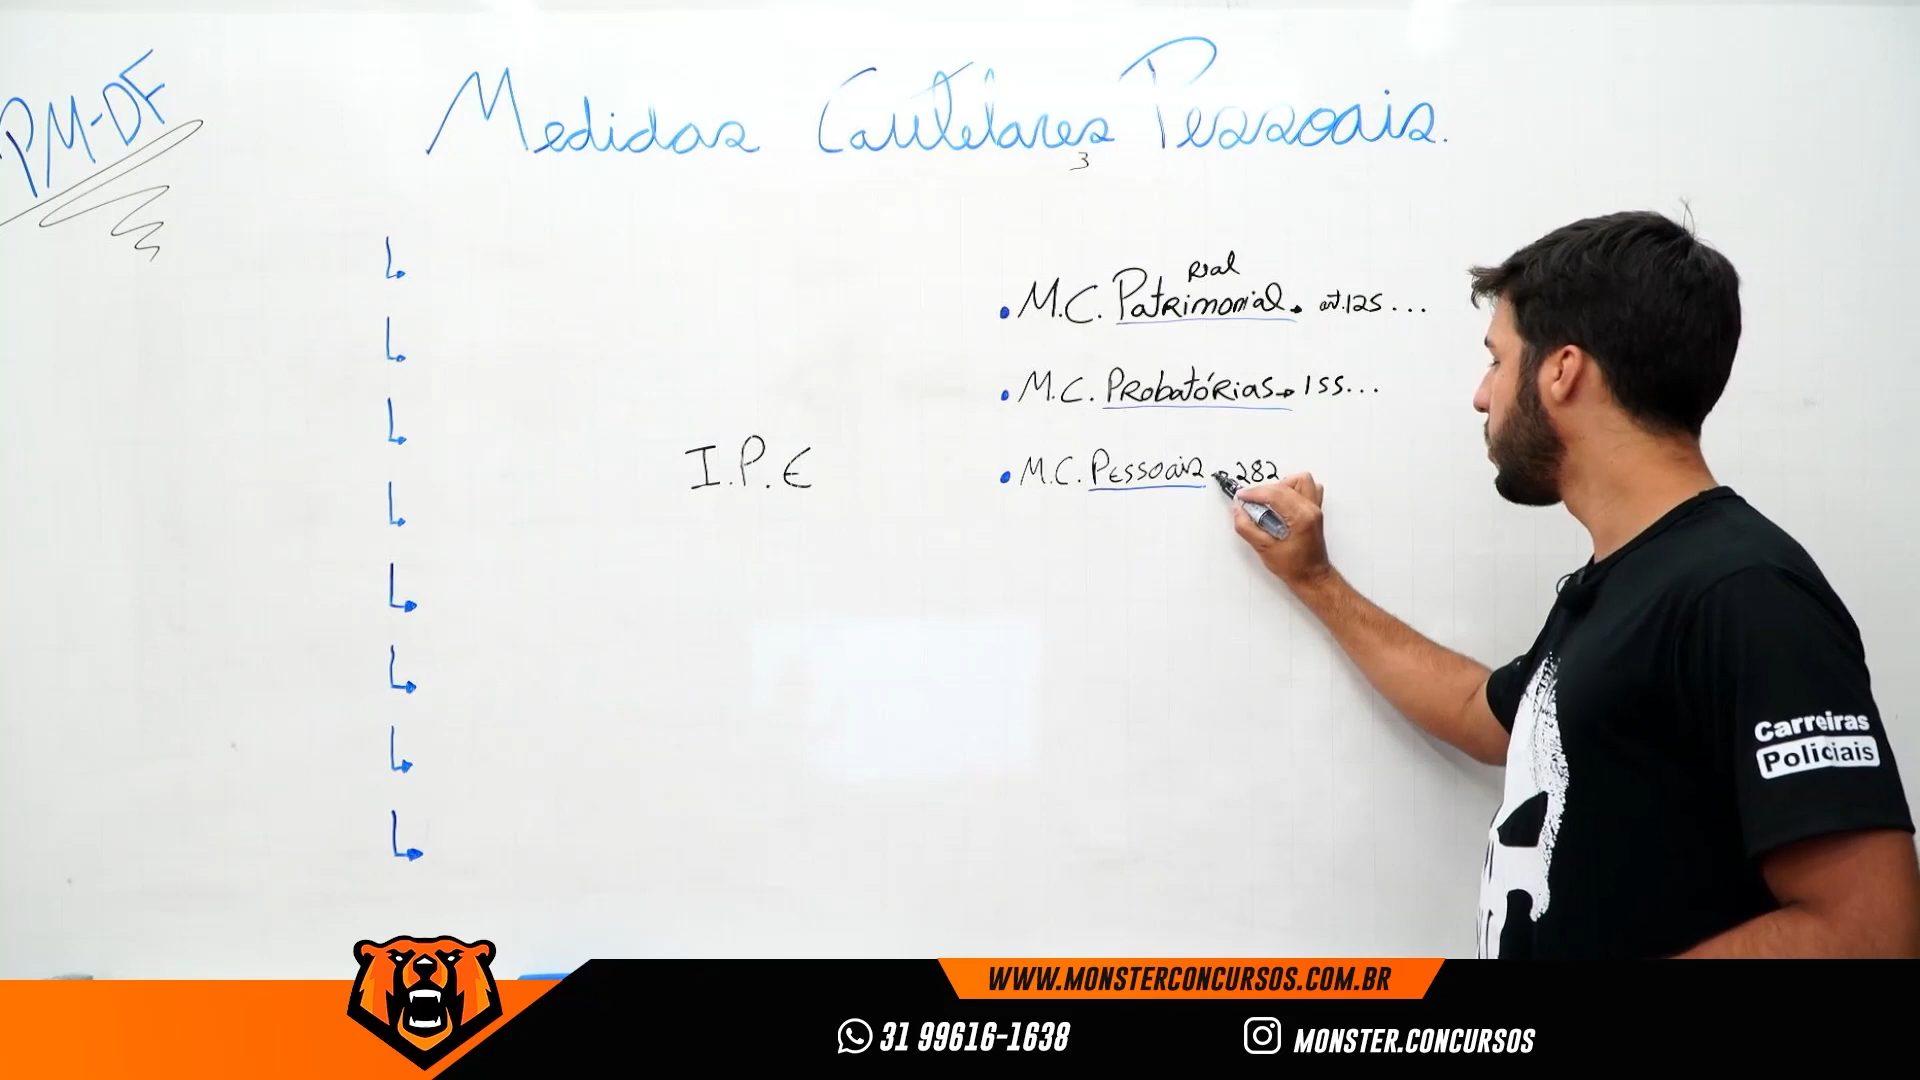 PM-DF
Medidas Cautelares Pessoais.
3
Real
• M.C. Patrimonial → art.125...
• M.C. Probatórias → 155...
I.P.E
• M.C. Pessoais → 282
Carreiras
Policiais
WWW.MONSTERCONCURSOS.COM.BR
31 99616-1638
MONSTER.CONCURSOS